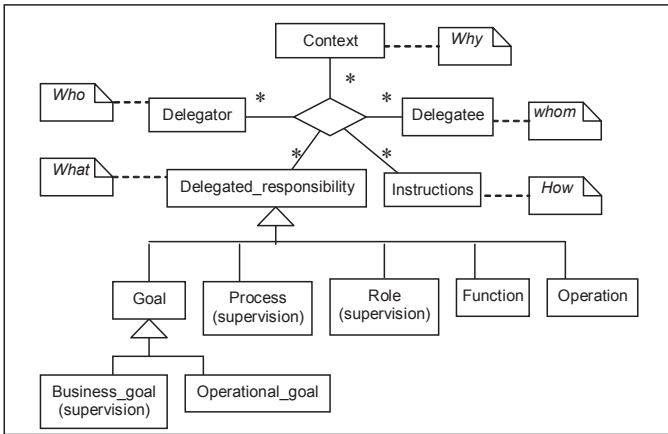 Context
Why
*
Who
Delegator
*
*
Delegatee
whom
What
*
*
Delegated_responsibility
Instructions
How
Goal
Process
(supervision)
Role
(supervision)
Function
Operation
Business_goal
(supervision)
Operational_goal